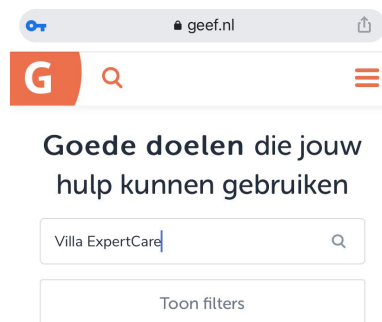 geef.nl
G
Goede doelen die jouw
hulp kunnen gebruiken
Villa ExpertCare
Toon filters